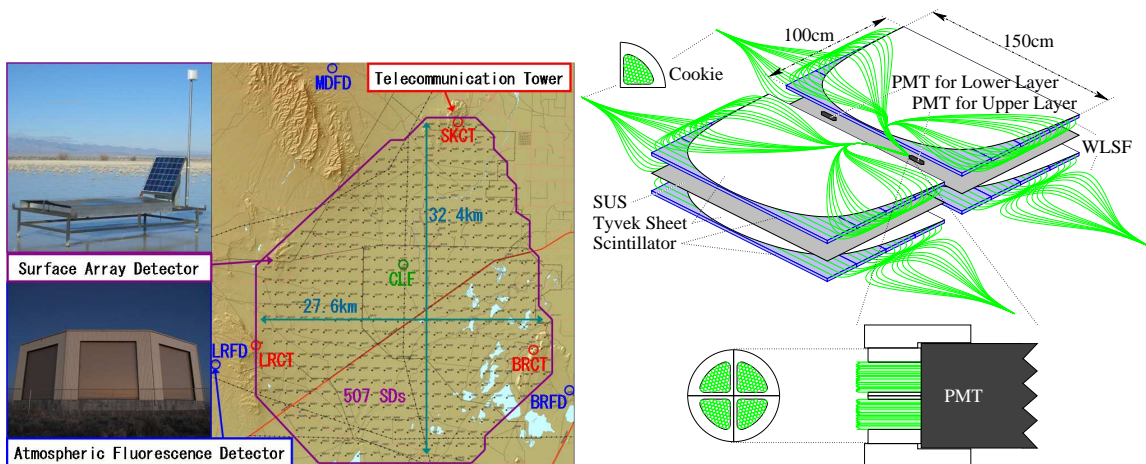 Telecommunication Tower
MDFD
SKCT
32.4km
Surface Array Detector
CLF
27.6km
LRFD
LRCT
BRCT
507 SDs
BRFD
Atmospheric Fluorescence Detector
100cm
150cm
Cookie
PMT for Lower Layer
PMT for Upper Layer
WLSF
SUS
Tyvek Sheet
Scintillator
PMT